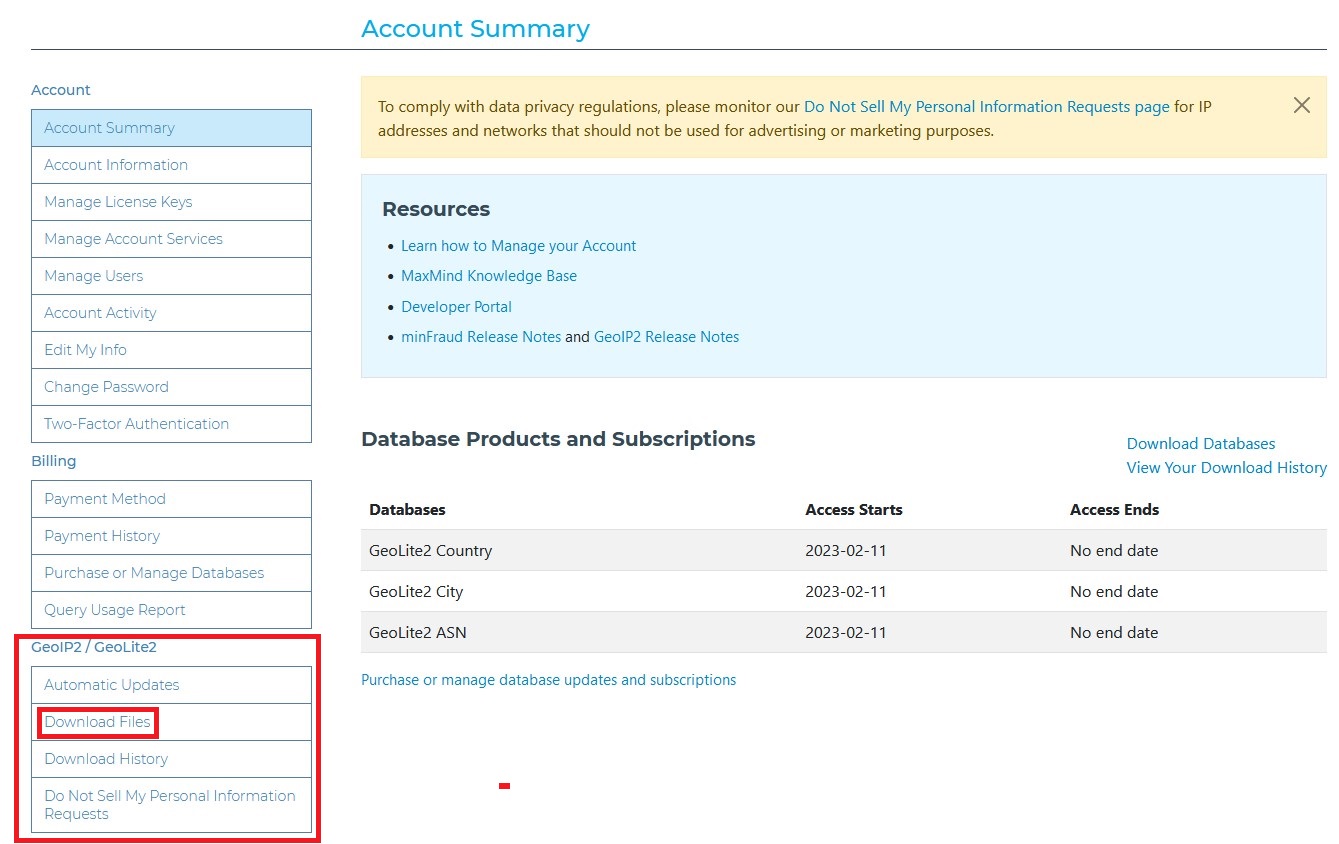 Account Summary
Account
Account Summary
Account Information
Manage License Keys
Manage Account Services
Manage Users
Account Activity
Edit My Info
Change Password
Two-Factor Authentication
Billing
Payment Method
Payment History
Purchase or Manage Databases
Query Usage Report
GeoIP2 / GeoLite2
Automatic Updates
Download Files
Download History
Do Not Sell My Personal Information
Requests
To comply with data privacy regulations, please monitor our Do Not Sell My Personal Information Requests page for IP
addresses and networks that should not be used for advertising or marketing purposes.
Resources
Learn how to Manage your Account
MaxMind Knowledge Base
Developer Portal
minFraud Release Notes and GeoIP2 Release Notes
Database Products and Subscriptions
Download Databases
View Your Download History
Databases Access Starts Access Ends
GeoLite2 Country 2023-02-11 No end date
GeoLite2 City 2023-02-11 No end date
GeoLite2 ASN 2023-02-11 No end date
Purchase or manage database updates and subscriptions